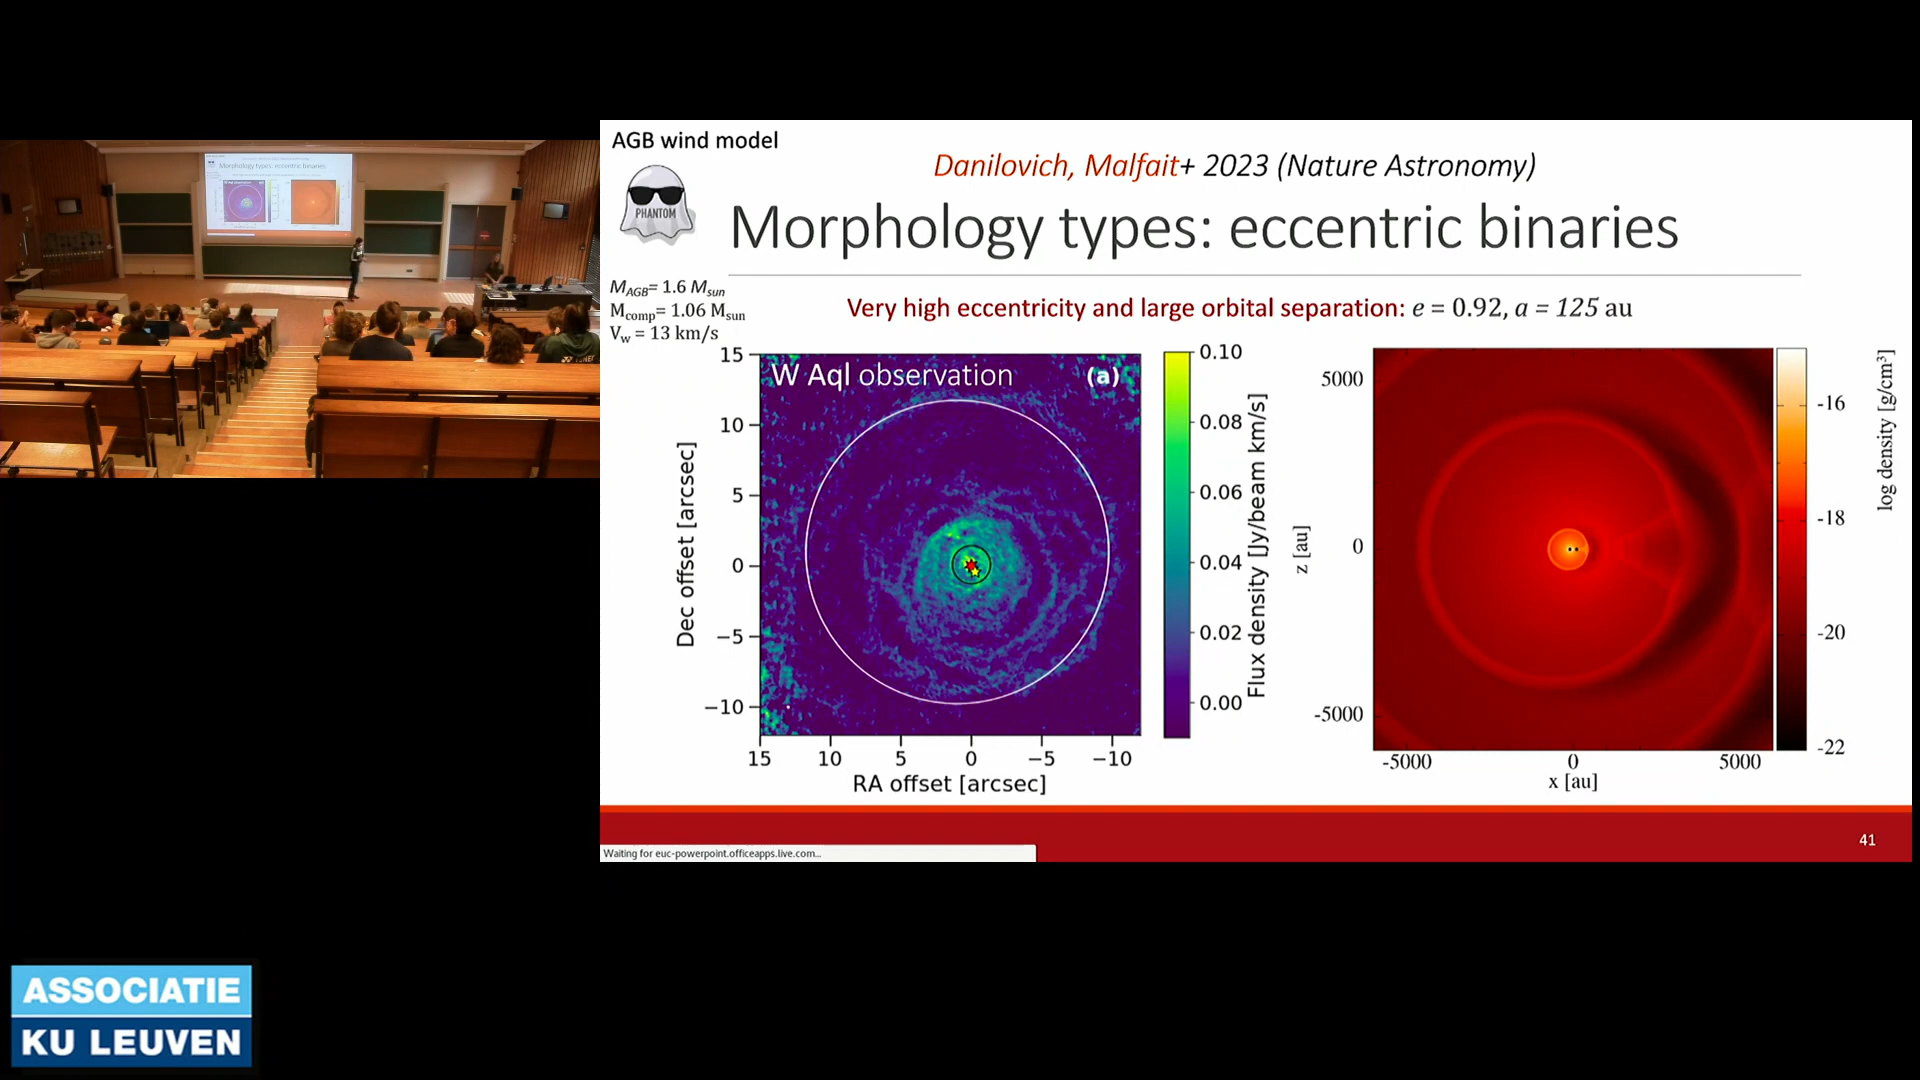 AGB wind model
Danilovich, Malfait+ 2023 (Nature Astronomy)
PHANTOM
Morphology types: eccentric binaries
M_AGB= 1.6 M_sun
M_comp= 1.06 M_sun
V_w = 13 km/s
Very high eccentricity and large orbital separation: e = 0.92, a = 125 au
W Aql observation
(a)
15
10
5
0
−5
−10
Dec offset [arcsec]
15
10
5
0
−5
−10
RA offset [arcsec]
0.10
0.08
0.06
0.04
0.02
0.00
Flux density [Jy/beam km/s]
5000
0
-5000
z [au]
-5000
0
5000
x [au]
-16
-18
-20
-22
log density [g/cm³]
41
Waiting for euc-powerpoint.officeapps.live.com...
Morphology types: eccentric binaries
ASSOCIATIE
KU LEUVEN